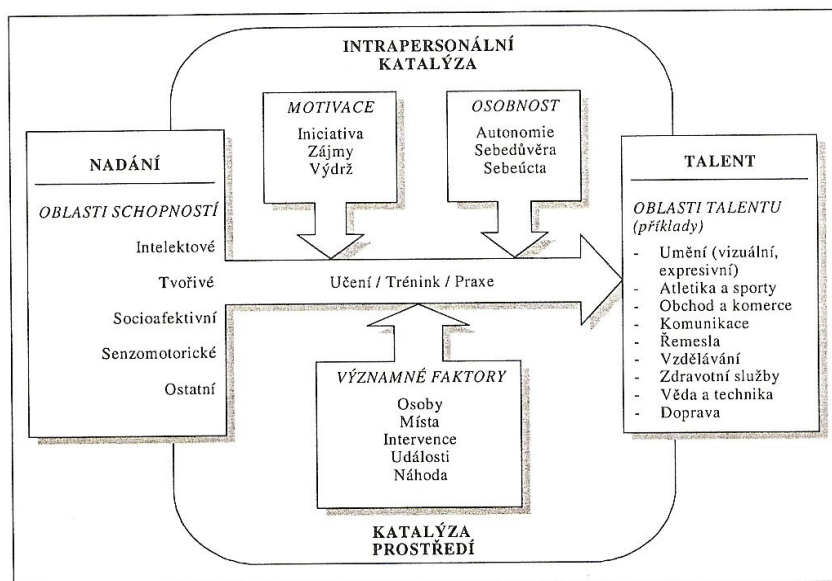 INTRAPERSONÁLNÍ
KATALÝZA
MOTIVACE
Iniciativa
Zájmy
Výdrž
OSOBNOST
Autonomie
Sebedůvěra
Sebeúcta
NADÁNÍ
OBLASTI SCHOPNOSTÍ
Intelektové
Tvořivé
Socioafektivní
Senzomotorické
Ostatní
Učení / Trénink / Praxe
TALENT
OBLASTI TALENTU
(příklady)
- Umění (vizuální,
expresivní)
- Atletika a sporty
- Obchod a komerce
- Komunikace
- Řemesla
- Vzdělávání
- Zdravotní služby
- Věda a technika
- Doprava
VÝZNAMNÉ FAKTORY
Osoby
Místa
Intervence
Události
Náhoda
KATALÝZA
PROSTŘEDÍ